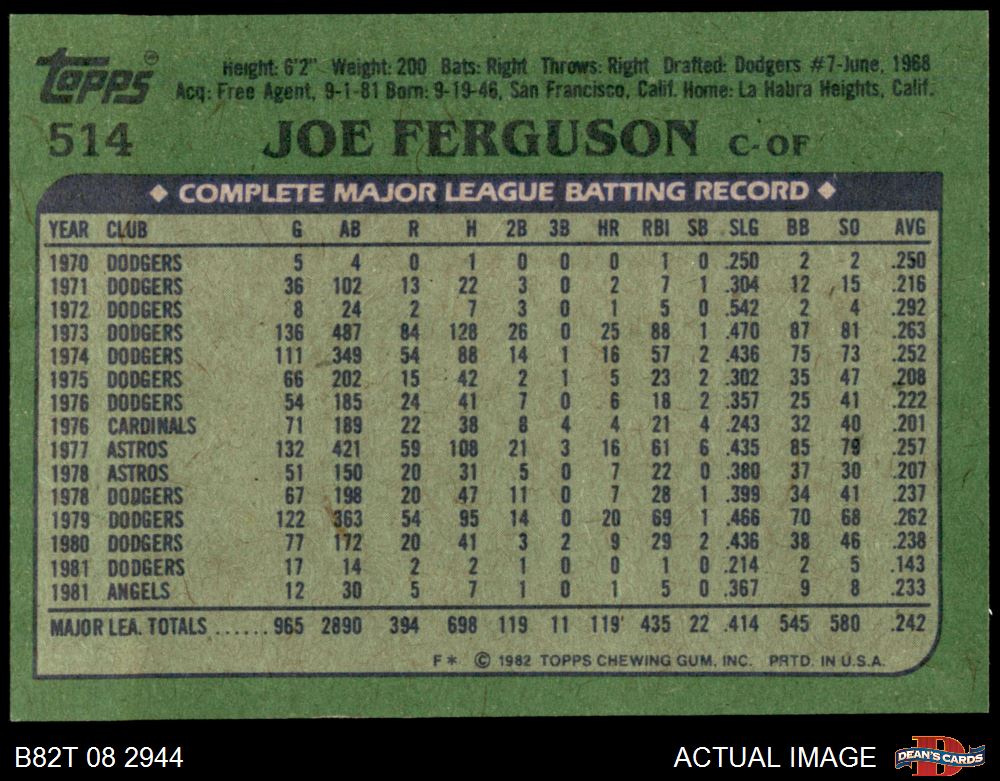 topps®
Height: 6'2" Weight: 200 Bats: Right Throws: Right Drafted: Dodgers #7-June, 1968
Acq: Free Agent, 9-1-81 Born: 9-19-46, San Francisco, Calif. Home: La Habra Heights, Calif.
514 JOE FERGUSON C-OF
◆ COMPLETE MAJOR LEAGUE BATTING RECORD ◆
YEAR CLUB G AB R H 2B 3B HR RBI SB SLG BB SO AVG
1970 DODGERS 5 4 0 1 0 0 0 1 0 .250 2 2 .250
1971 DODGERS 36 102 13 22 3 0 2 7 1 .304 12 15 .216
1972 DODGERS 8 24 2 7 3 0 1 5 0 .542 2 4 .292
1973 DODGERS 136 487 84 128 26 0 25 88 1 .470 87 81 .263
1974 DODGERS 111 349 54 88 14 1 16 57 2 .436 75 73 .252
1975 DODGERS 66 202 15 42 2 1 5 23 2 .302 35 47 .208
1976 DODGERS 54 185 24 41 7 0 6 18 2 .357 25 41 .222
1976 CARDINALS 71 189 22 38 8 4 4 21 4 .243 32 40 .201
1977 ASTROS 132 421 59 108 21 3 16 61 6 .435 85 79 .257
1978 ASTROS 51 150 20 31 5 0 7 22 0 .380 37 30 .207
1978 DODGERS 67 198 20 47 11 0 7 28 1 .399 34 41 .237
1979 DODGERS 122 363 54 95 14 0 20 69 1 .466 70 68 .262
1980 DODGERS 77 172 20 41 3 2 9 29 2 .436 38 46 .238
1981 DODGERS 17 14 2 2 1 0 0 1 0 .214 2 5 .143
1981 ANGELS 12 30 5 7 1 0 1 5 0 .367 9 8 .233
MAJOR LEA. TOTALS ...... 965 2890 394 698 119 11 119 435 22 .414 545 580 .242
F* © 1982 TOPPS CHEWING GUM, INC. PRTD. IN U.S.A.
B82T 08 2944 ACTUAL IMAGE D DEAN'S CARDS